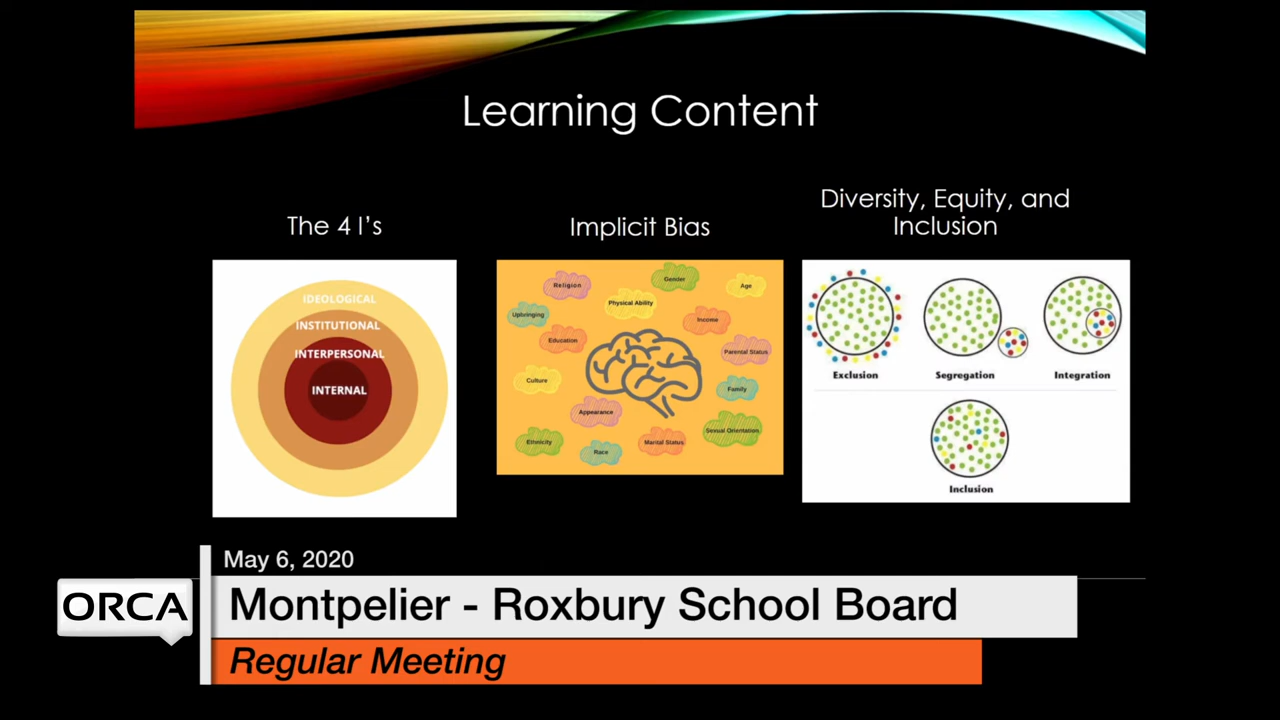 Learning Content
The 4 I's
Implicit Bias
Diversity, Equity, and
Inclusion
IDEOLOGICAL
INSTITUTIONAL
INTERPERSONAL
INTERNAL
Religion
Gender
Age
Physical Ability
Upbringing
Income
Education
Parental Status
Culture
Family
Appearance
Sexual Orientation
Ethnicity
Marital Status
Race
Exclusion
Segregation
Integration
Inclusion
May 6, 2020
ORCA
Montpelier - Roxbury School Board
Regular Meeting